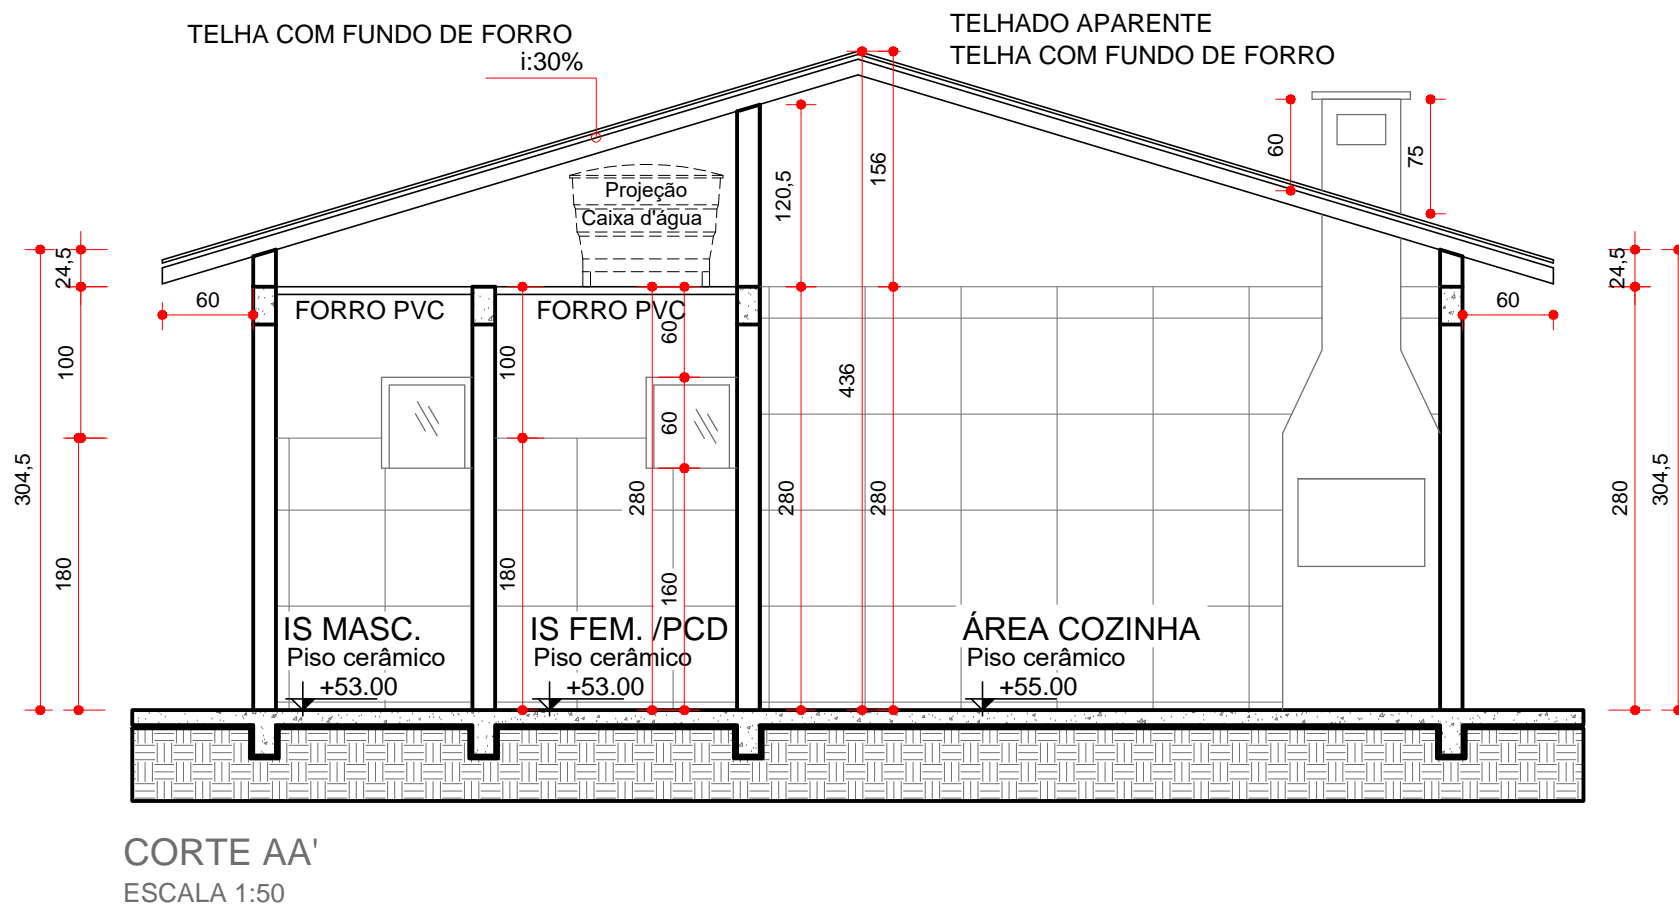 TELHA COM FUNDO DE FORRO
i:30%
TELHADO APARENTE
TELHA COM FUNDO DE FORRO
60
75
156
120,5
Projeção
Caixa d'água
24,5
24,5
60
60
FORRO PVC
FORRO PVC
100
100
60
436
60
304,5
280
280
280
280
304,5
180
180
160
IS MASC.
Piso cerâmico
+53.00
IS FEM. /PCD
Piso cerâmico
+53.00
ÁREA COZINHA
Piso cerâmico
+55.00
CORTE AA'
ESCALA 1:50